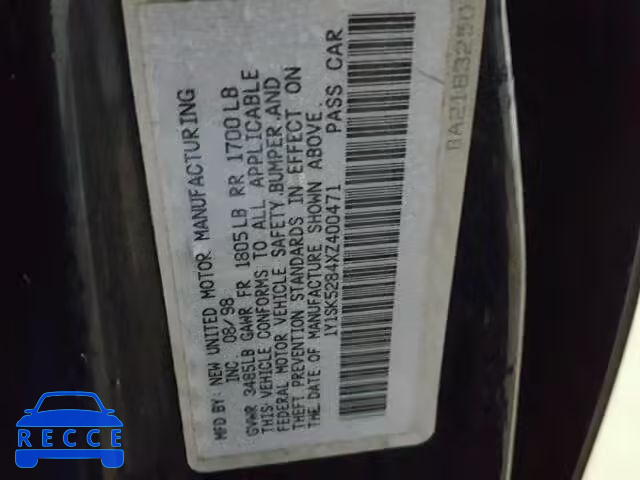 MFD BY: NEW UNITED MOTOR MANUFACTURING
INC 08/98
GVWR 3485LB GAWR FR 1805LB RR 1700LB
THIS VEHICLE CONFORMS TO ALL APPLICABLE
FEDERAL MOTOR VEHICLE SAFETY,BUMPER,AND
THEFT PREVENTION STANDARDS IN EFFECT ON
THE DATE OF MANUFACTURE SHOWN ABOVE.
1Y1SK5284XZ400471 PASS CAR
RECCE